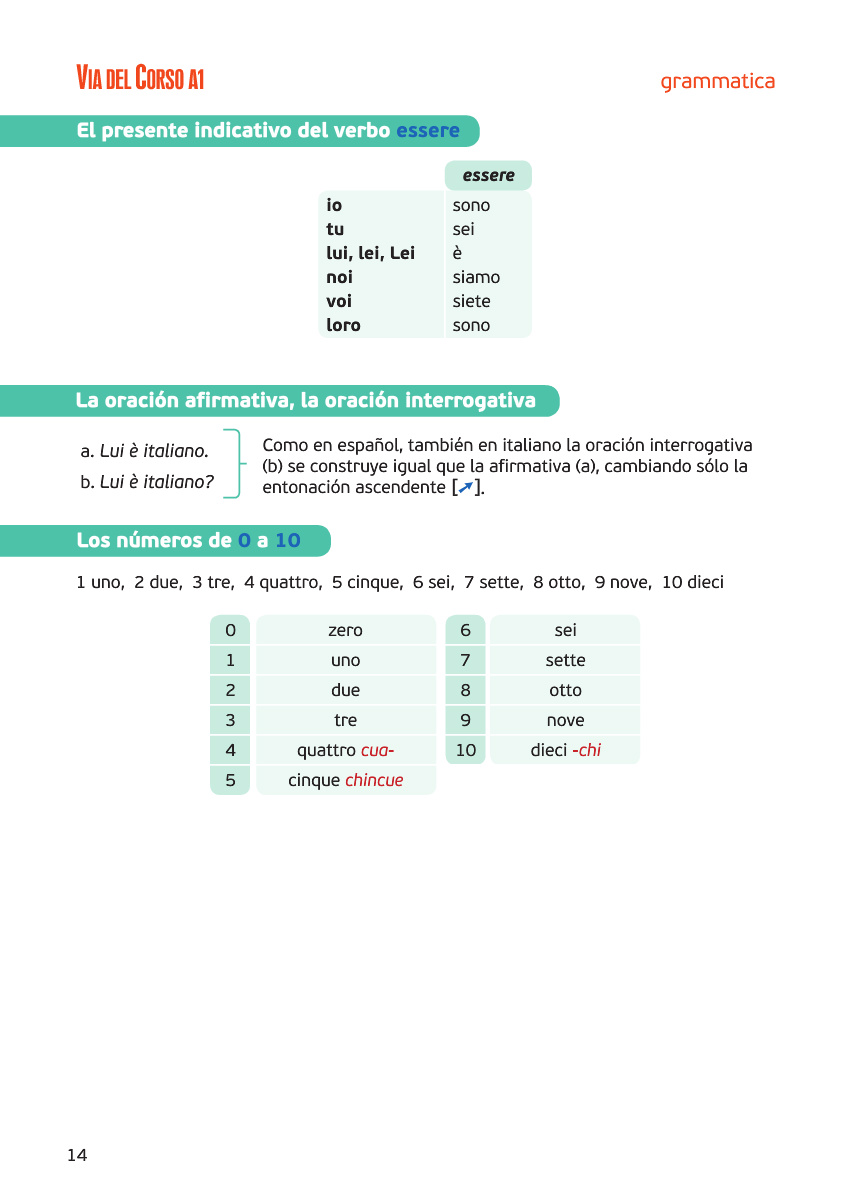 VIA DEL CORSO A1
grammatica
El presente indicativo del verbo essere
essere
io sono
tu sei
lui, lei, Lei è
noi siamo
voi siete
loro sono
La oración afirmativa, la oración interrogativa
a. Lui è italiano.
b. Lui è italiano?
Como en español, también en italiano la oración interrogativa
(b) se construye igual que la afirmativa (a), cambiando sólo la
entonación ascendente [➚].
Los números de 0 a 10
1 uno, 2 due, 3 tre, 4 quattro, 5 cinque, 6 sei, 7 sette, 8 otto, 9 nove, 10 dieci
0 zero 6 sei
1 uno 7 sette
2 due 8 otto
3 tre 9 nove
4 quattro cua- 10 dieci -chi
5 cinque chincue
14